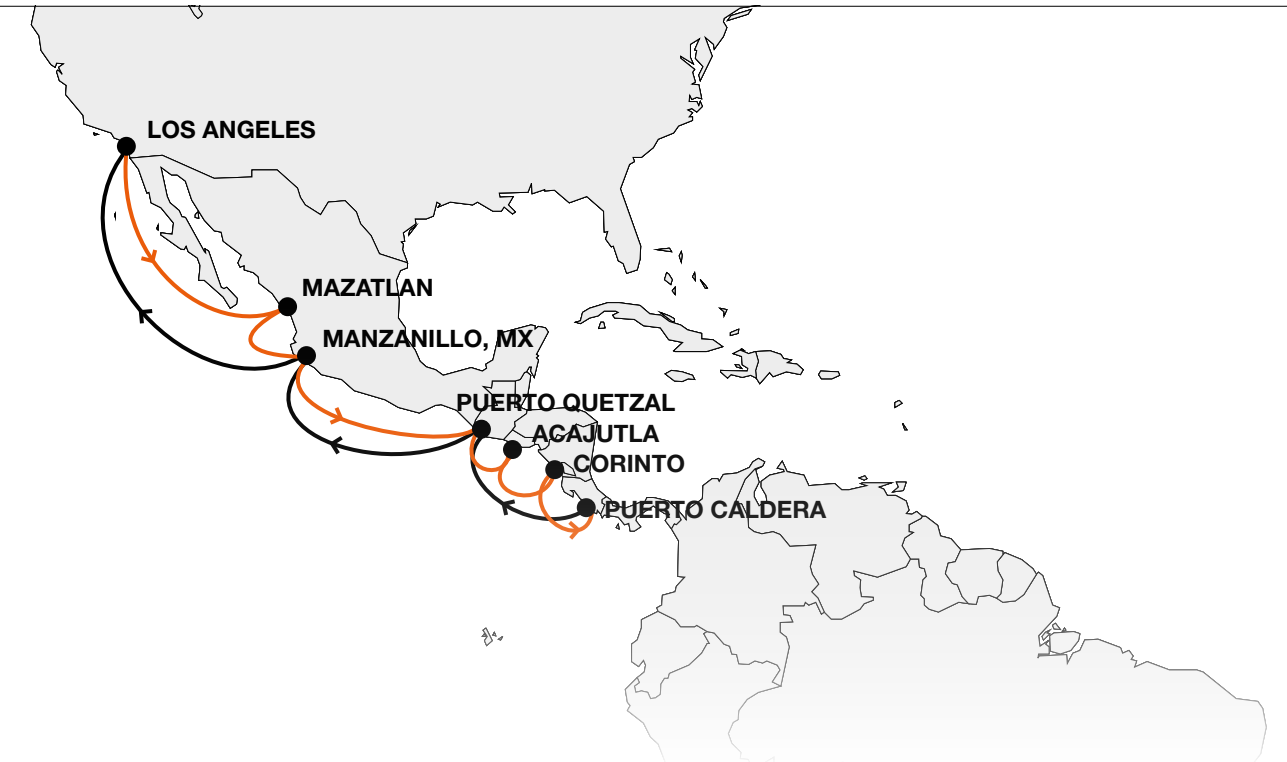 LOS ANGELES
MAZATLAN
MANZANILLO, MX
PUERTO QUETZAL
ACAJUTLA
CORINTO
PUERTO CALDERA